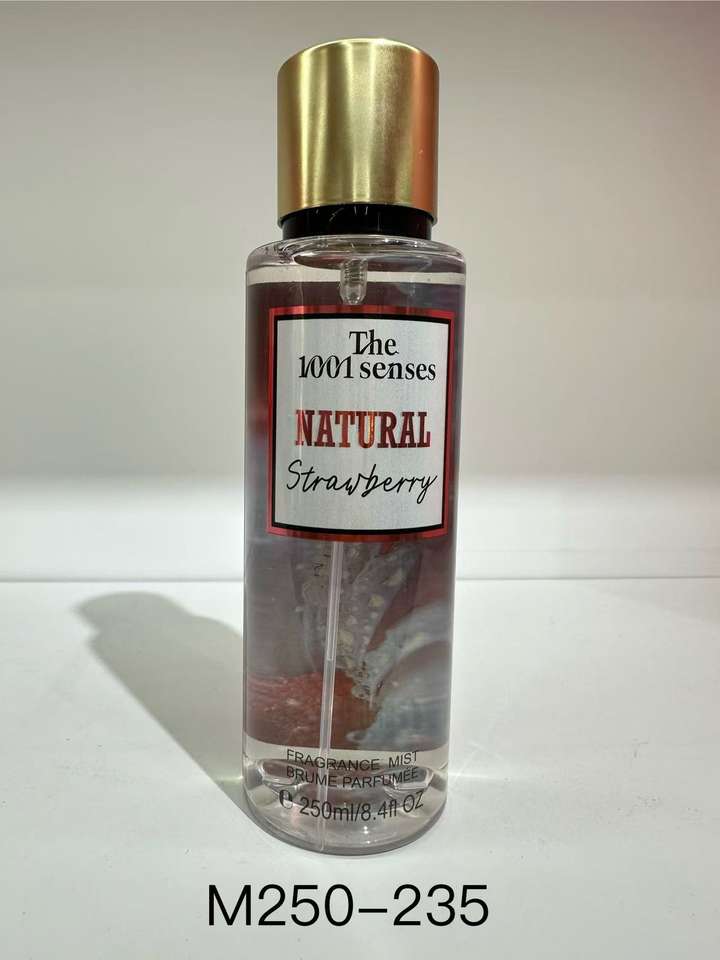 The
1001 senses
NATURAL
Strawberry
FRAGRANCE MIST
BRUME PARFUMÉE
℮ 250ml/8.4fl OZ
M250-235